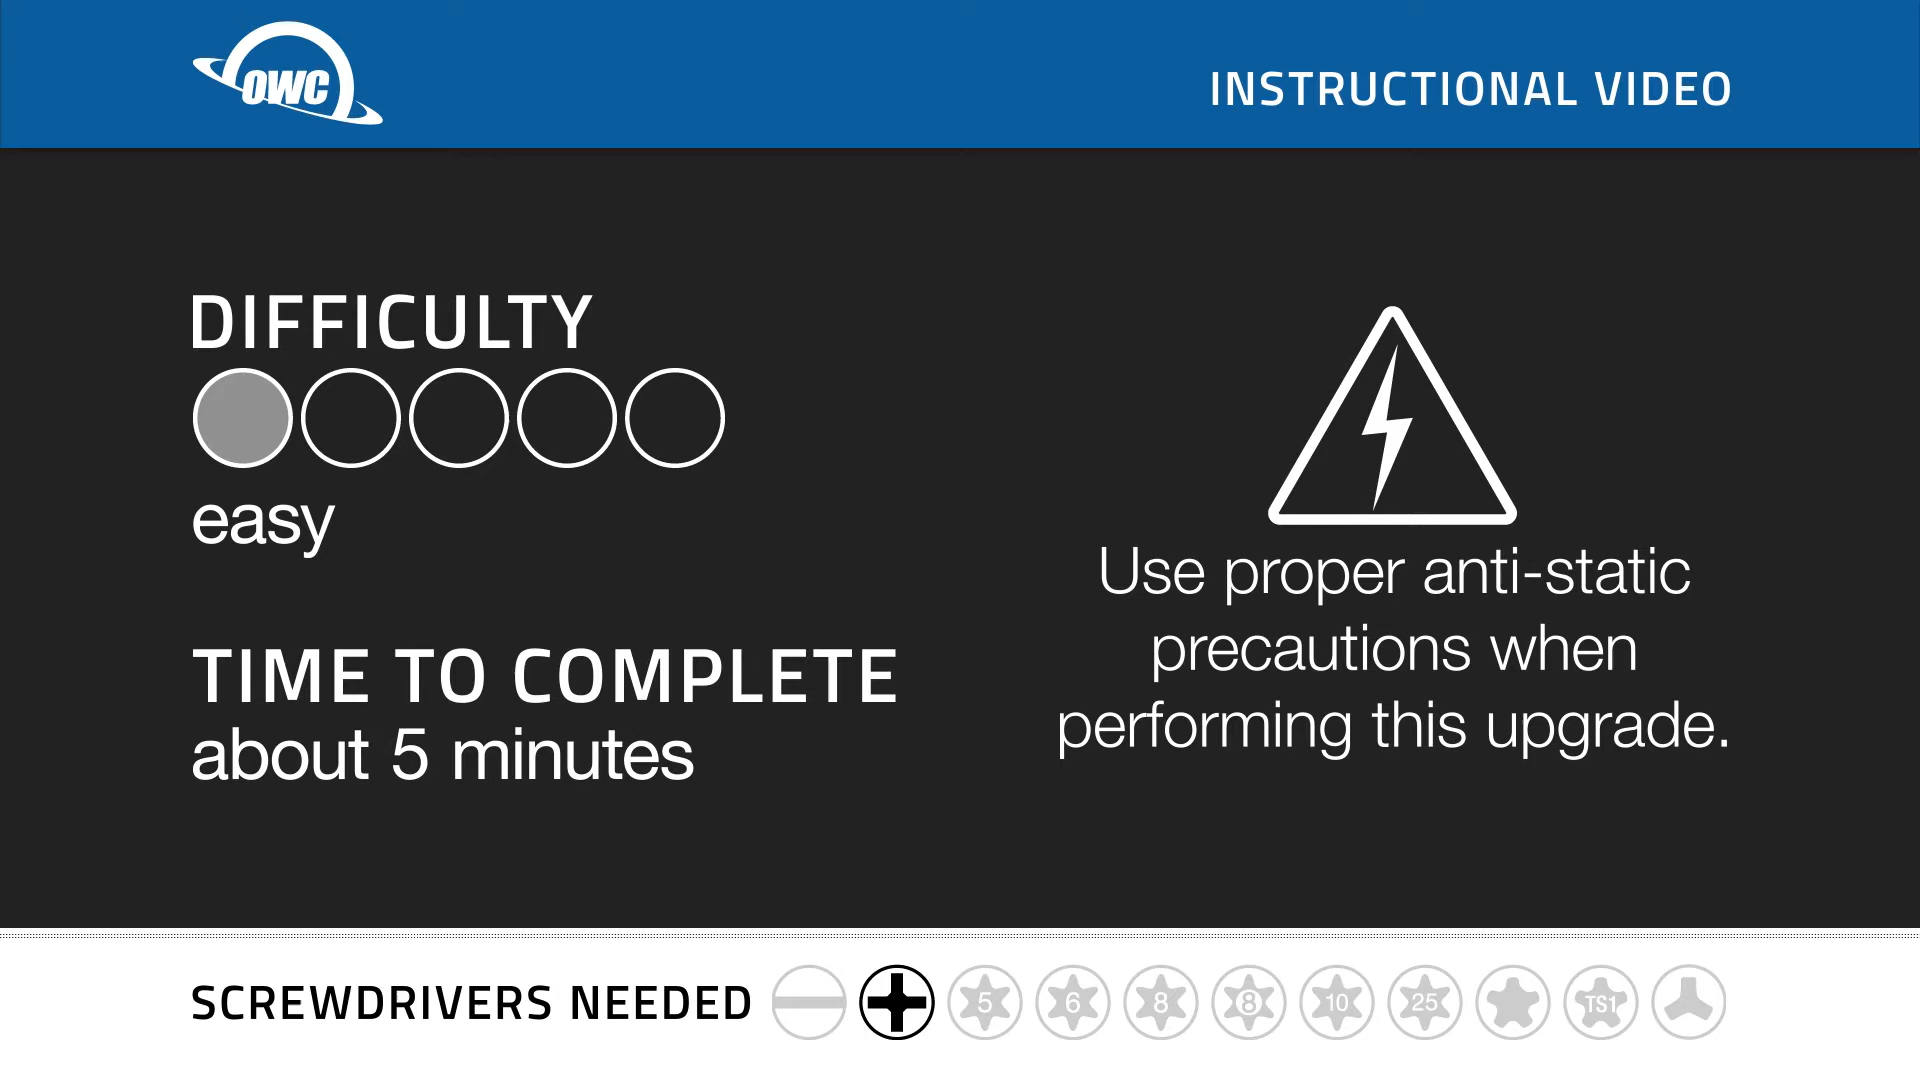 OWC
INSTRUCTIONAL VIDEO
DIFFICULTY
easy
TIME TO COMPLETE
about 5 minutes
Use proper anti-static
precautions when
performing this upgrade.
SCREWDRIVERS NEEDED 5 6 8 8 10 25 TS1